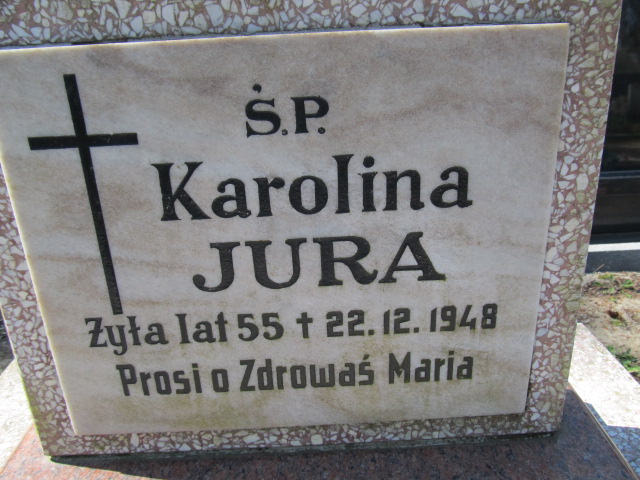 Ś.P.
Karolina
JURA
Żyła lat 55 † 22.12.1948
Prosi o Zdrowaś Maria